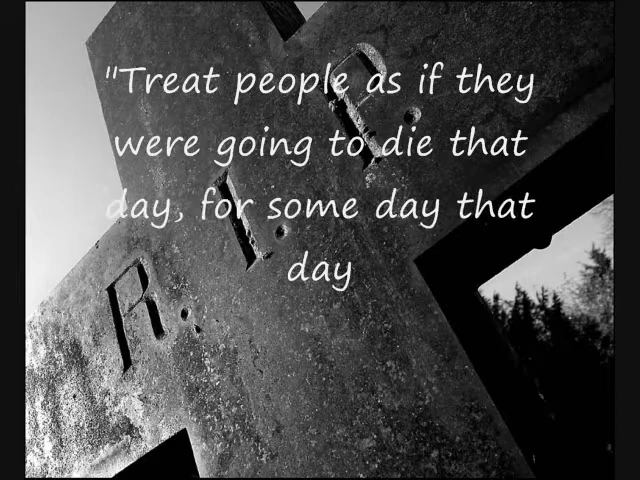 "Treat people as if they
were going to die that
day, for some day that
day
R. I. P.